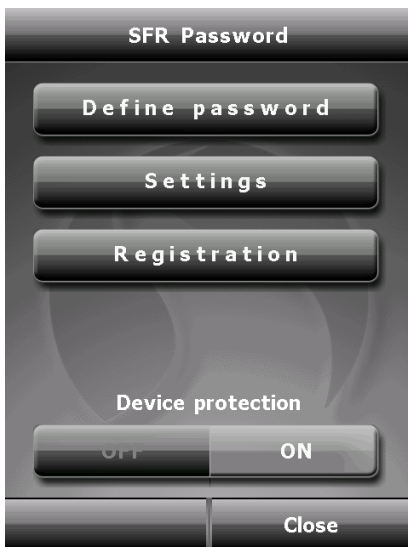 SFR Password
Define password
Settings
Registration
Device protection
OFF ON
Close